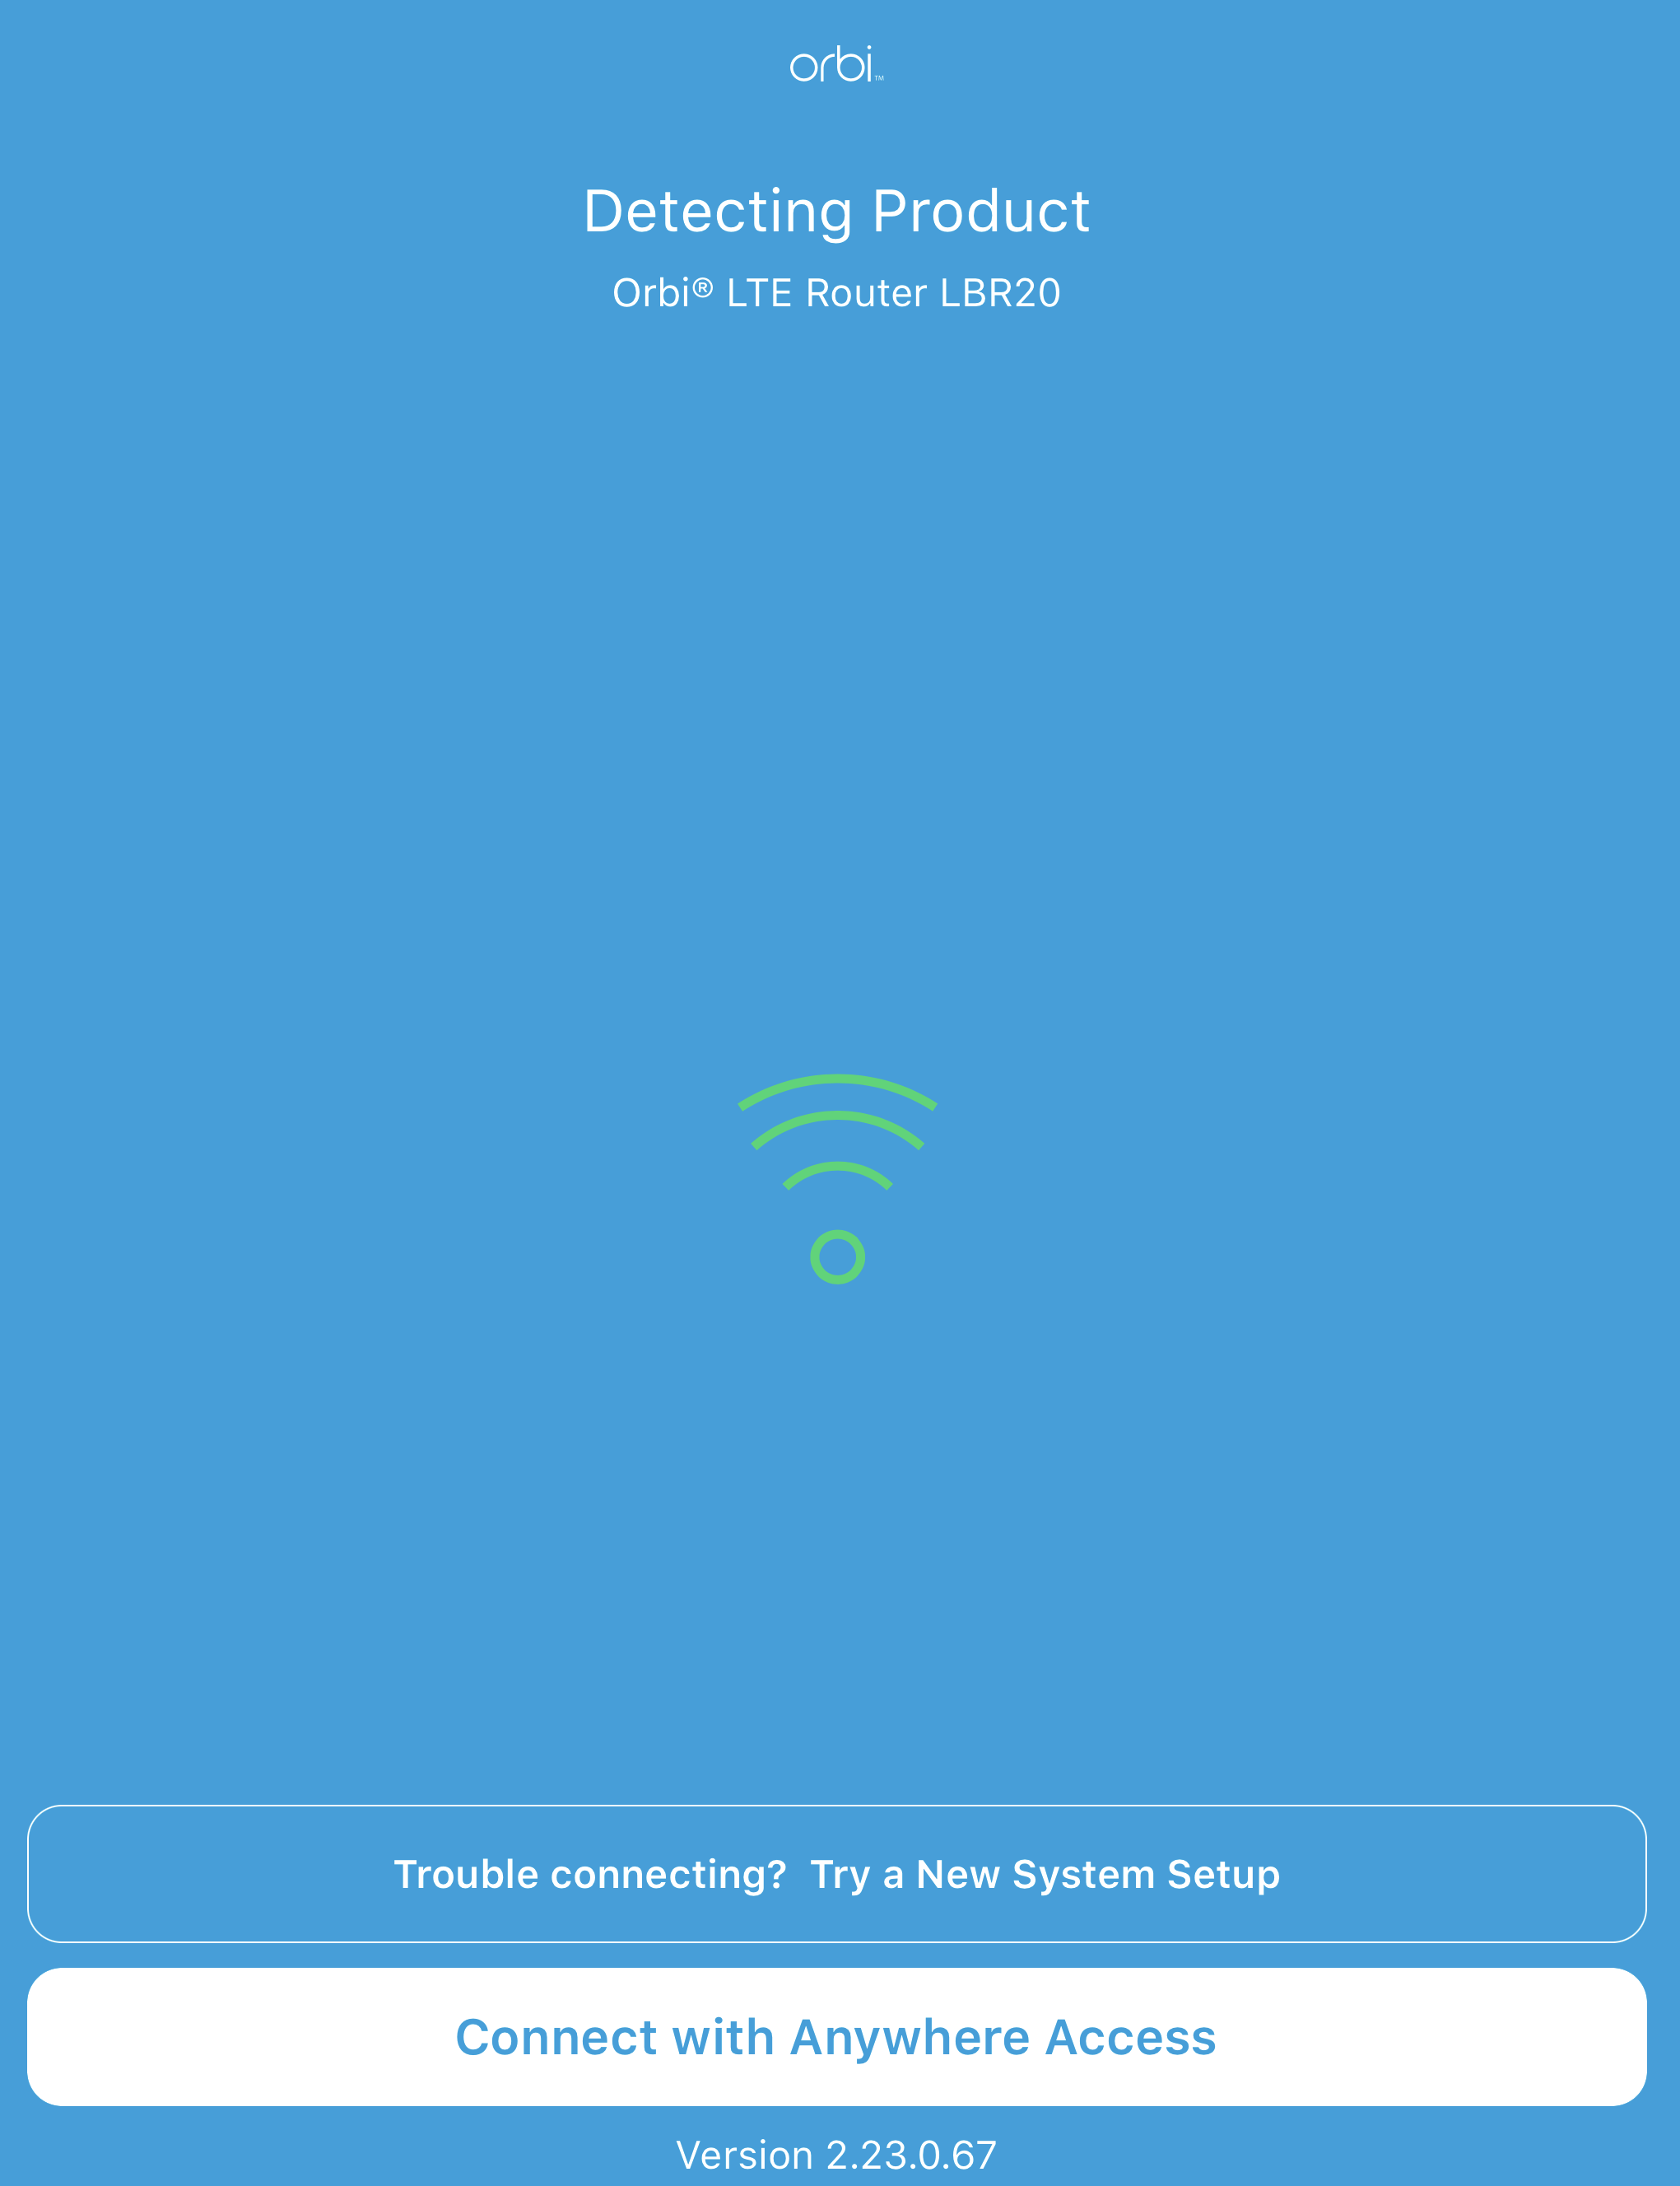 orbi™
Detecting Product
Orbi® LTE Router LBR20
Trouble connecting?  Try a New System Setup
Connect with Anywhere Access
Version 2.23.0.67